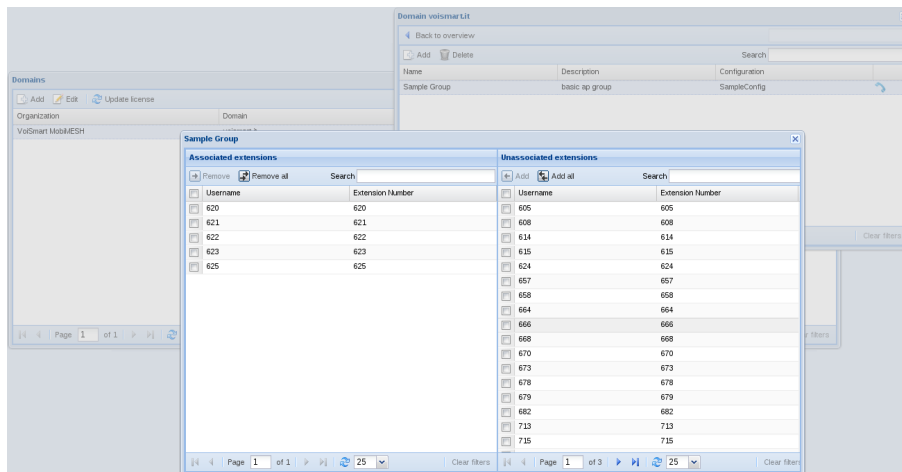 Domain voismart.it
Back to overview
Add Delete Search
Name Description Configuration
Sample Group basic ap group SampleConfig
Clear filters
Domains
Add Edit Update license
Organization Domain
VoiSmart MobiMESH
Page 1 of 1
filters
Sample Group
Associated extensions
Remove Remove all Search
Username Extension Number
620 620
621 621
622 622
623 623
625 625
Page 1 of 1 25 Clear filters
Unassociated extensions
Add Add all Search
Username Extension Number
605 605
608 608
614 614
615 615
624 624
657 657
658 658
664 664
666 666
668 668
670 670
673 673
678 678
679 679
682 682
713 713
715 715
Page 1 of 3 25 Clear filters